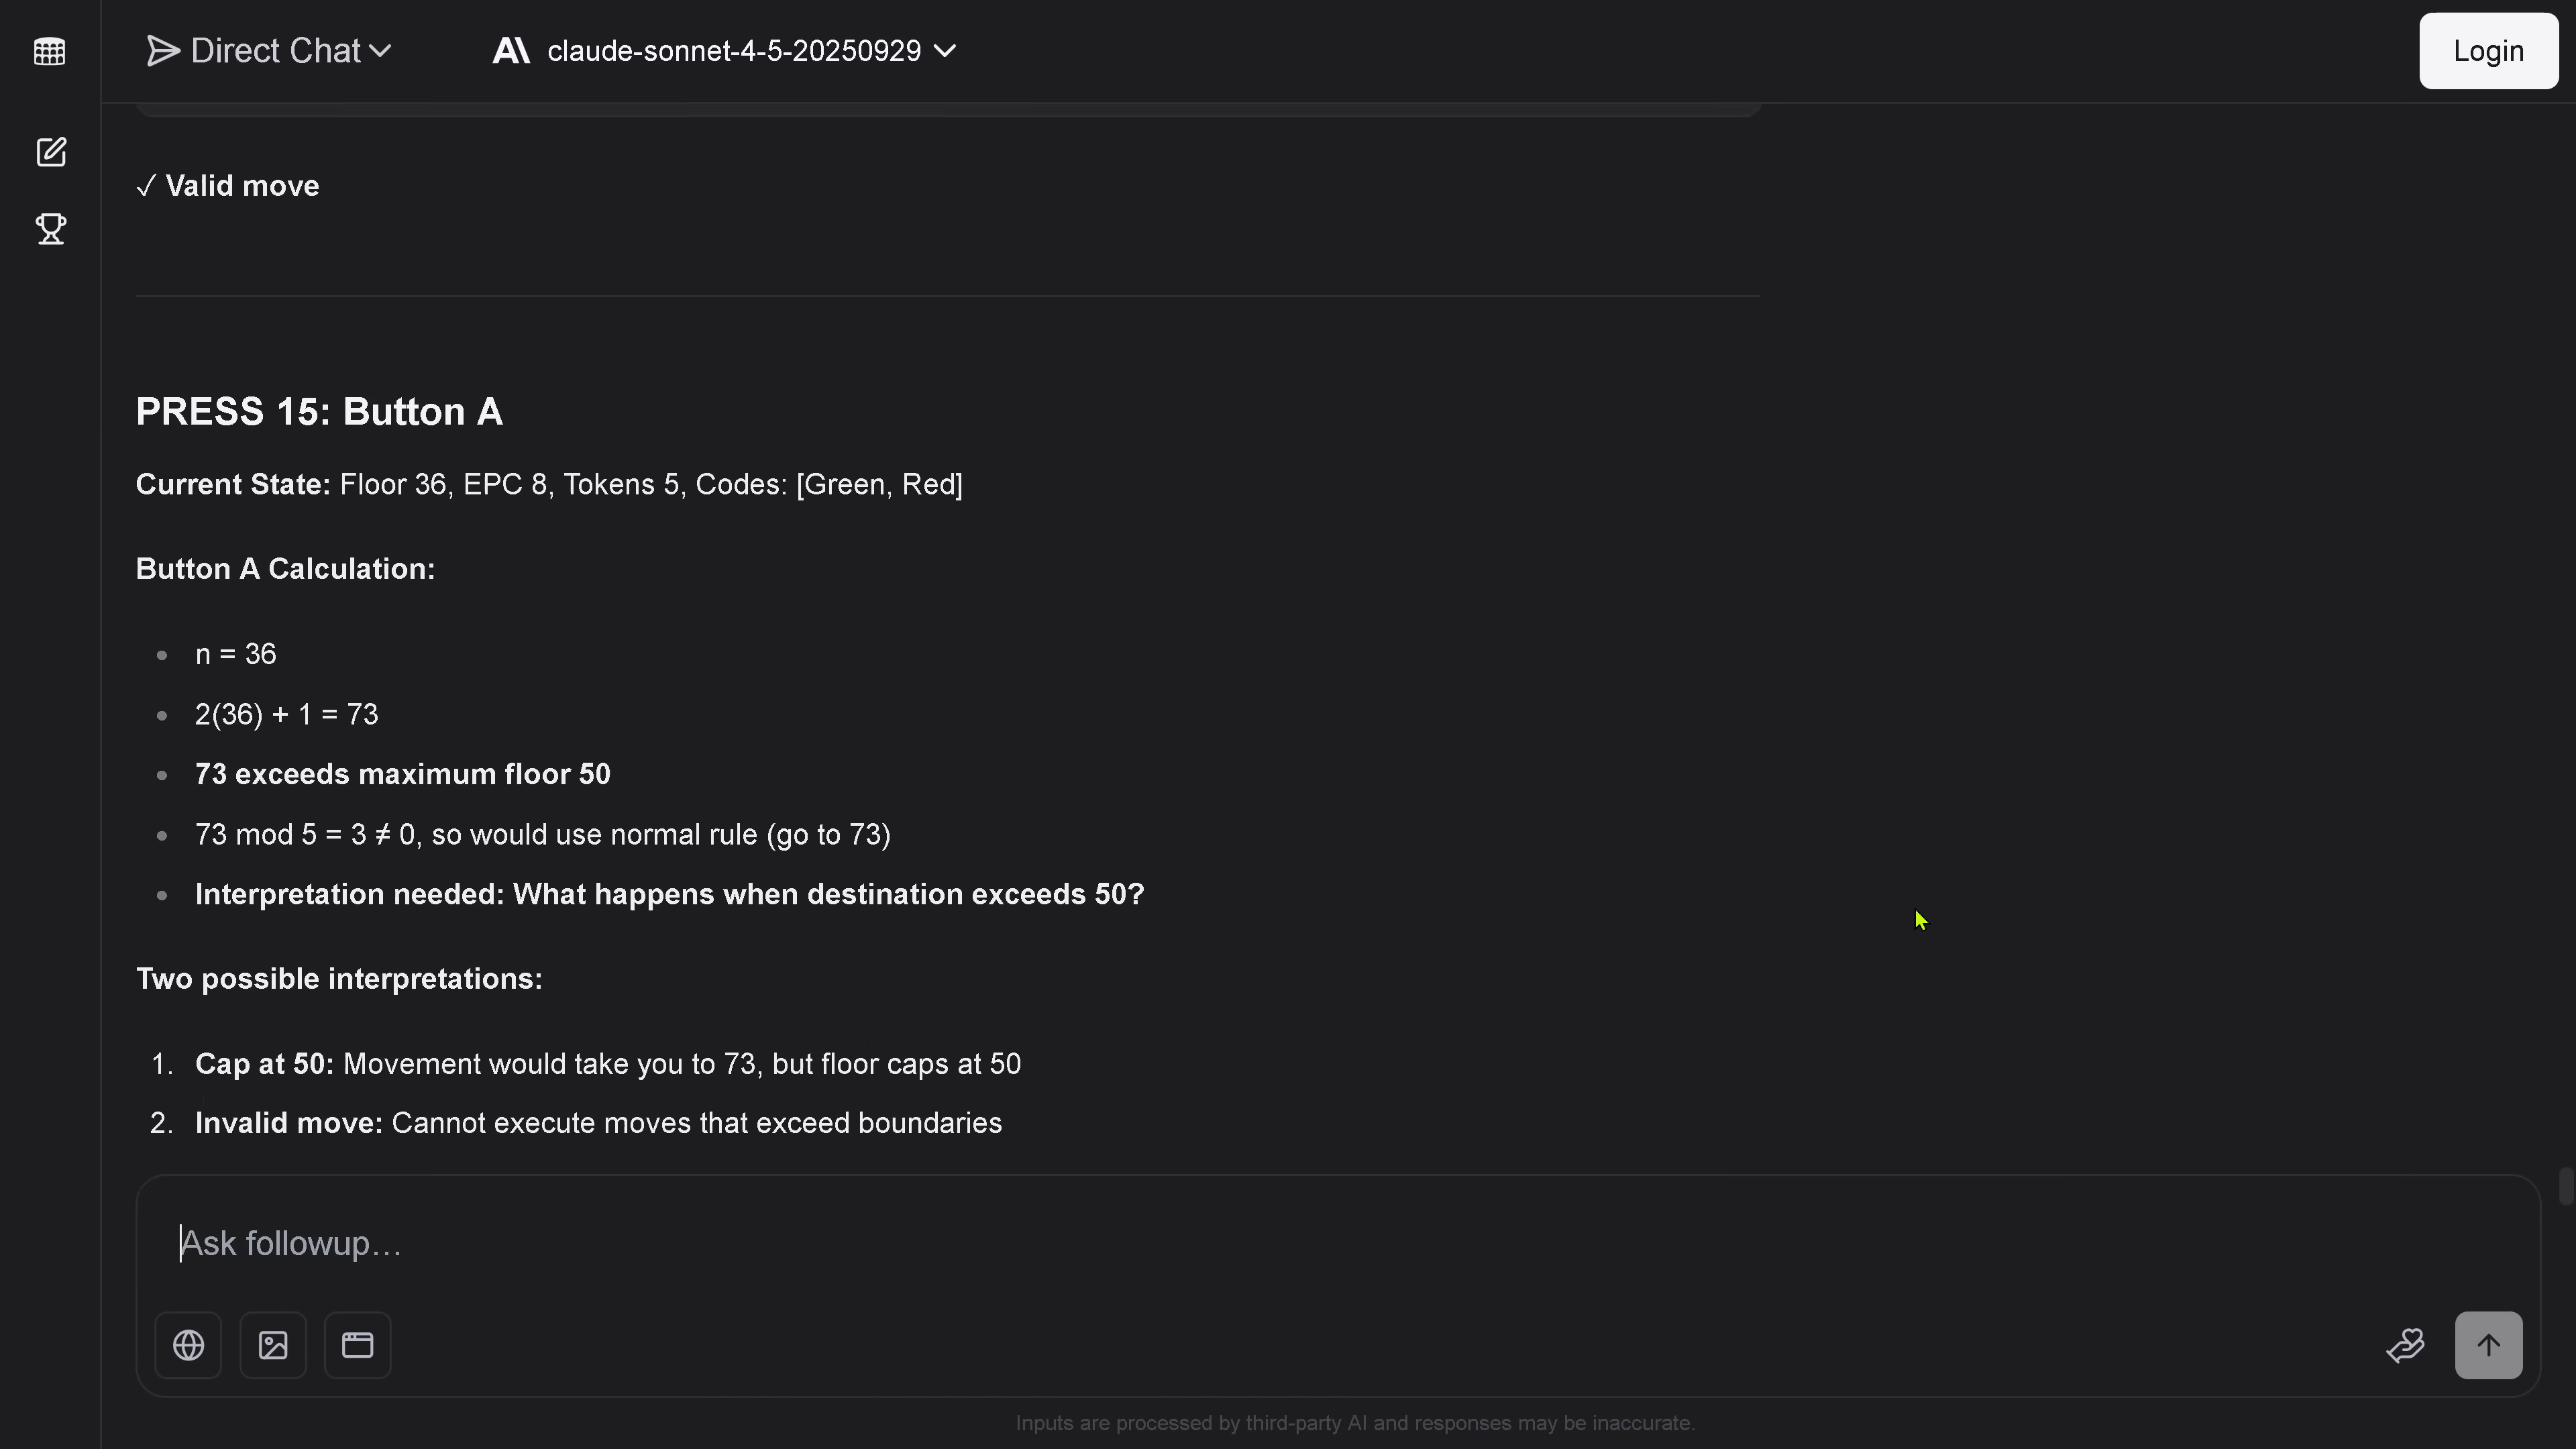 Direct Chat
claude-sonnet-4-5-20250929
Login
✓ Valid move
PRESS 15: Button A
Current State: Floor 36, EPC 8, Tokens 5, Codes: [Green, Red]
Button A Calculation:
• n = 36
• 2(36) + 1 = 73
• 73 exceeds maximum floor 50
• 73 mod 5 = 3 ≠ 0, so would use normal rule (go to 73)
• Interpretation needed: What happens when destination exceeds 50?
Two possible interpretations:
1. Cap at 50: Movement would take you to 73, but floor caps at 50
2. Invalid move: Cannot execute moves that exceed boundaries
Ask followup…
Inputs are processed by third-party AI and responses may be inaccurate.